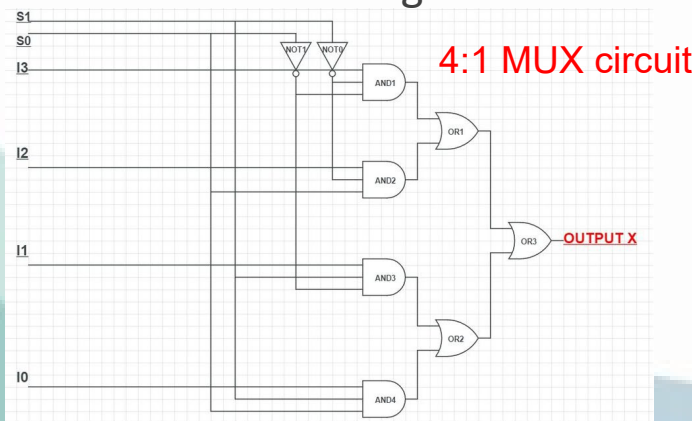 S1
S0
NOT1 NOT0
4:1 MUX circuit
I3
AND1
OR1
I2
AND2
OR3 OUTPUT X
I1
AND3
OR2
I0
AND4